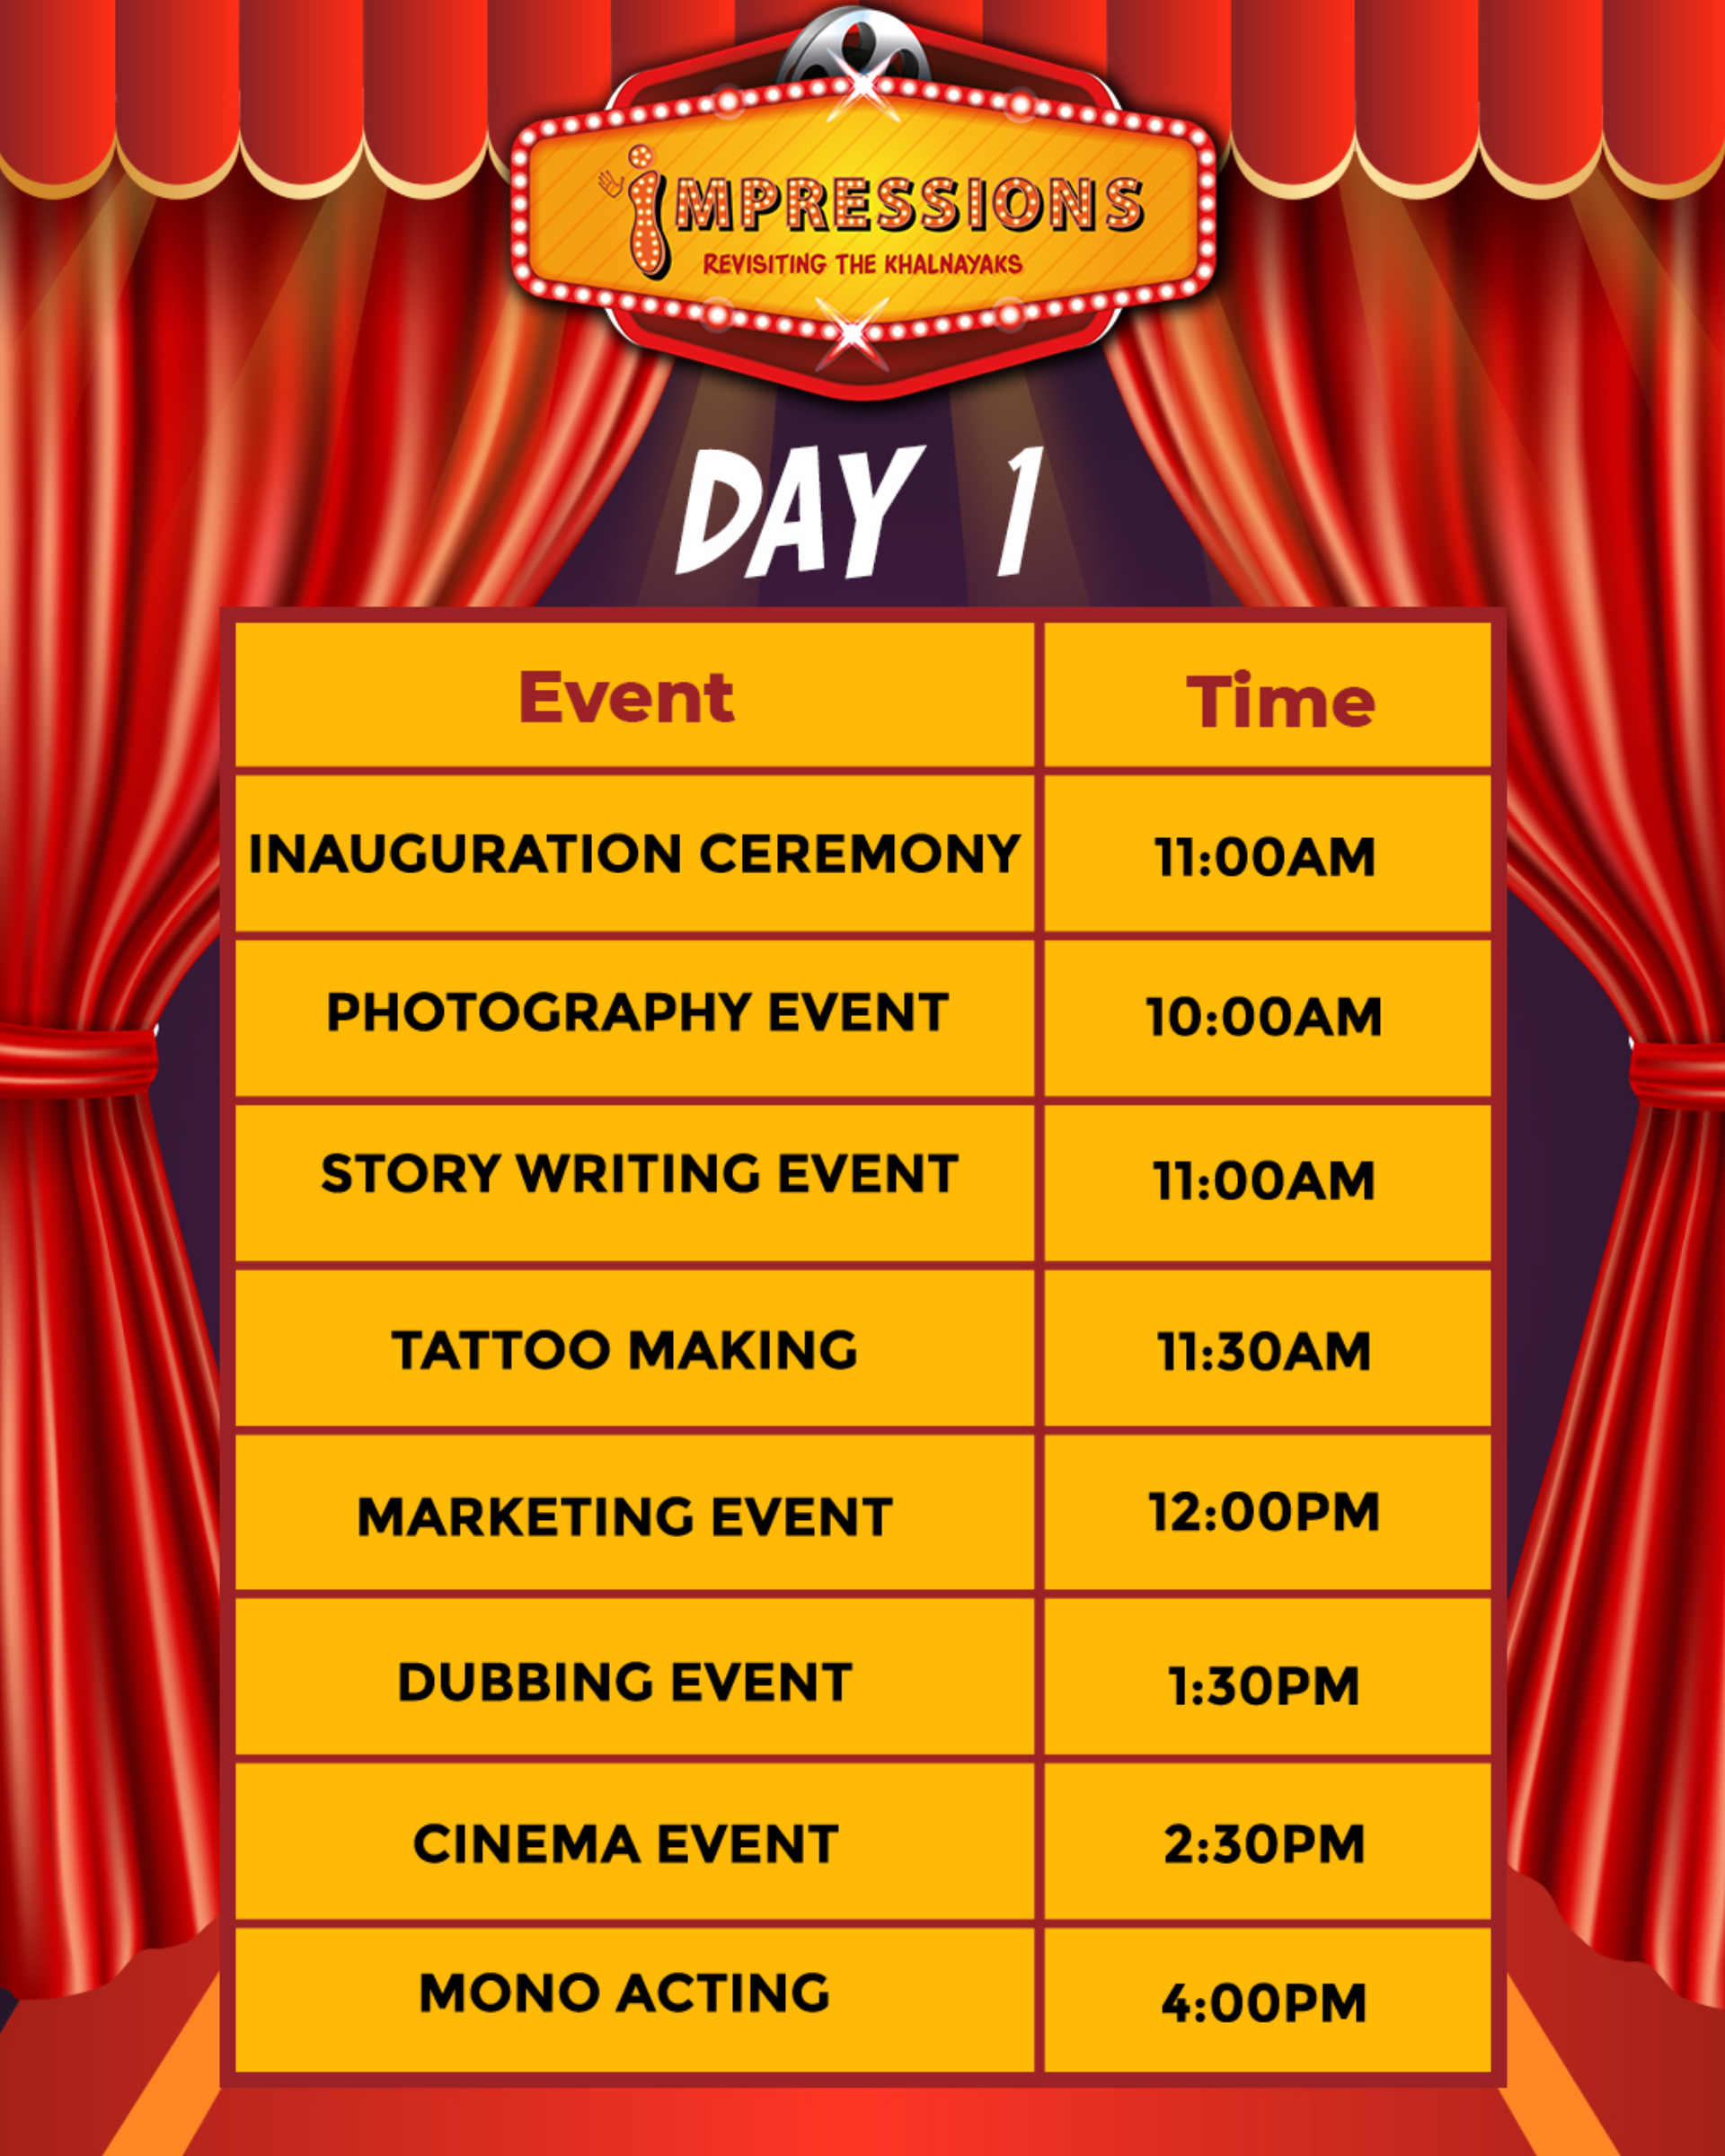 iMPRESSIONS
REVISITING THE KHALNAYAKS
DAY 1
Event Time
INAUGURATION CEREMONY 11:00AM
PHOTOGRAPHY EVENT 10:00AM
STORY WRITING EVENT 11:00AM
TATTOO MAKING 11:30AM
MARKETING EVENT 12:00PM
DUBBING EVENT 1:30PM
CINEMA EVENT 2:30PM
MONO ACTING 4:00PM